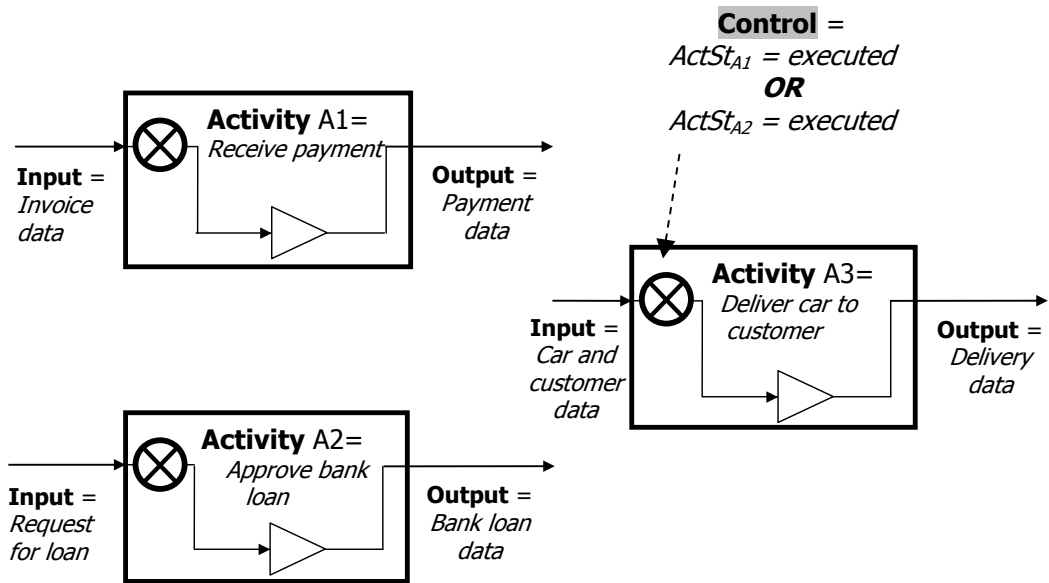 Control =
ActSt_A1 = executed
OR
ActSt_A2 = executed
Activity A1=
Receive payment
Input =
Invoice
data
Output =
Payment
data
Activity A3=
Deliver car to
customer
Input =
Car and
customer
data
Output =
Delivery
data
Activity A2=
Approve bank
loan
Input =
Request
for loan
Output =
Bank loan
data